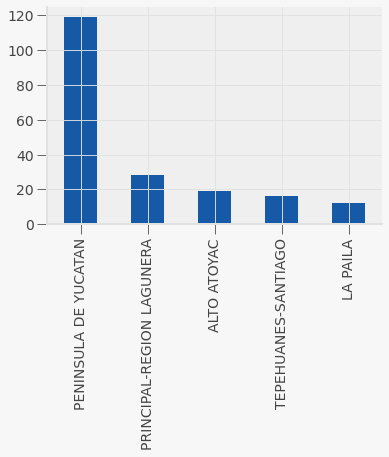 120
100
80
60
40
20
0
PENINSULA DE YUCATAN
PRINCIPAL-REGION LAGUNERA
ALTO ATOYAC
TEPEHUANES-SANTIAGO
LA PAILA